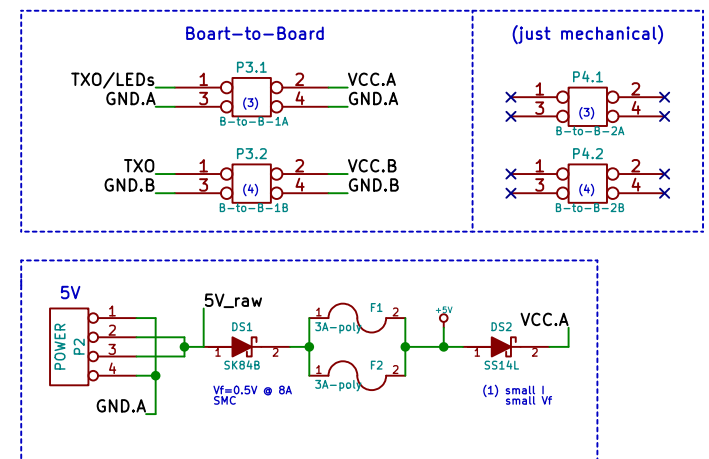 Boart-to-Board
(just mechanical)
P3.1
TXO/LEDs 1 2 VCC.A
GND.A 3 (3) 4 GND.A
B-to-B-1A
P4.1
1 2
3 (3) 4
B-to-B-2A
P3.2
TXO 1 2 VCC.B
GND.B 3 (4) 4 GND.B
B-to-B-1B
P4.2
1 2
3 (4) 4
B-to-B-2B
5V
POWER
P2
1
2
3
4
GND.A
5V_raw
DS1
1 2
SK84B
Vf=0.5V @ 8A
SMC
F1
1 2
3A-poly
F2
1 2
3A-poly
+5V
DS2
1 2
SS14L
VCC.A
(1) small I
small Vf